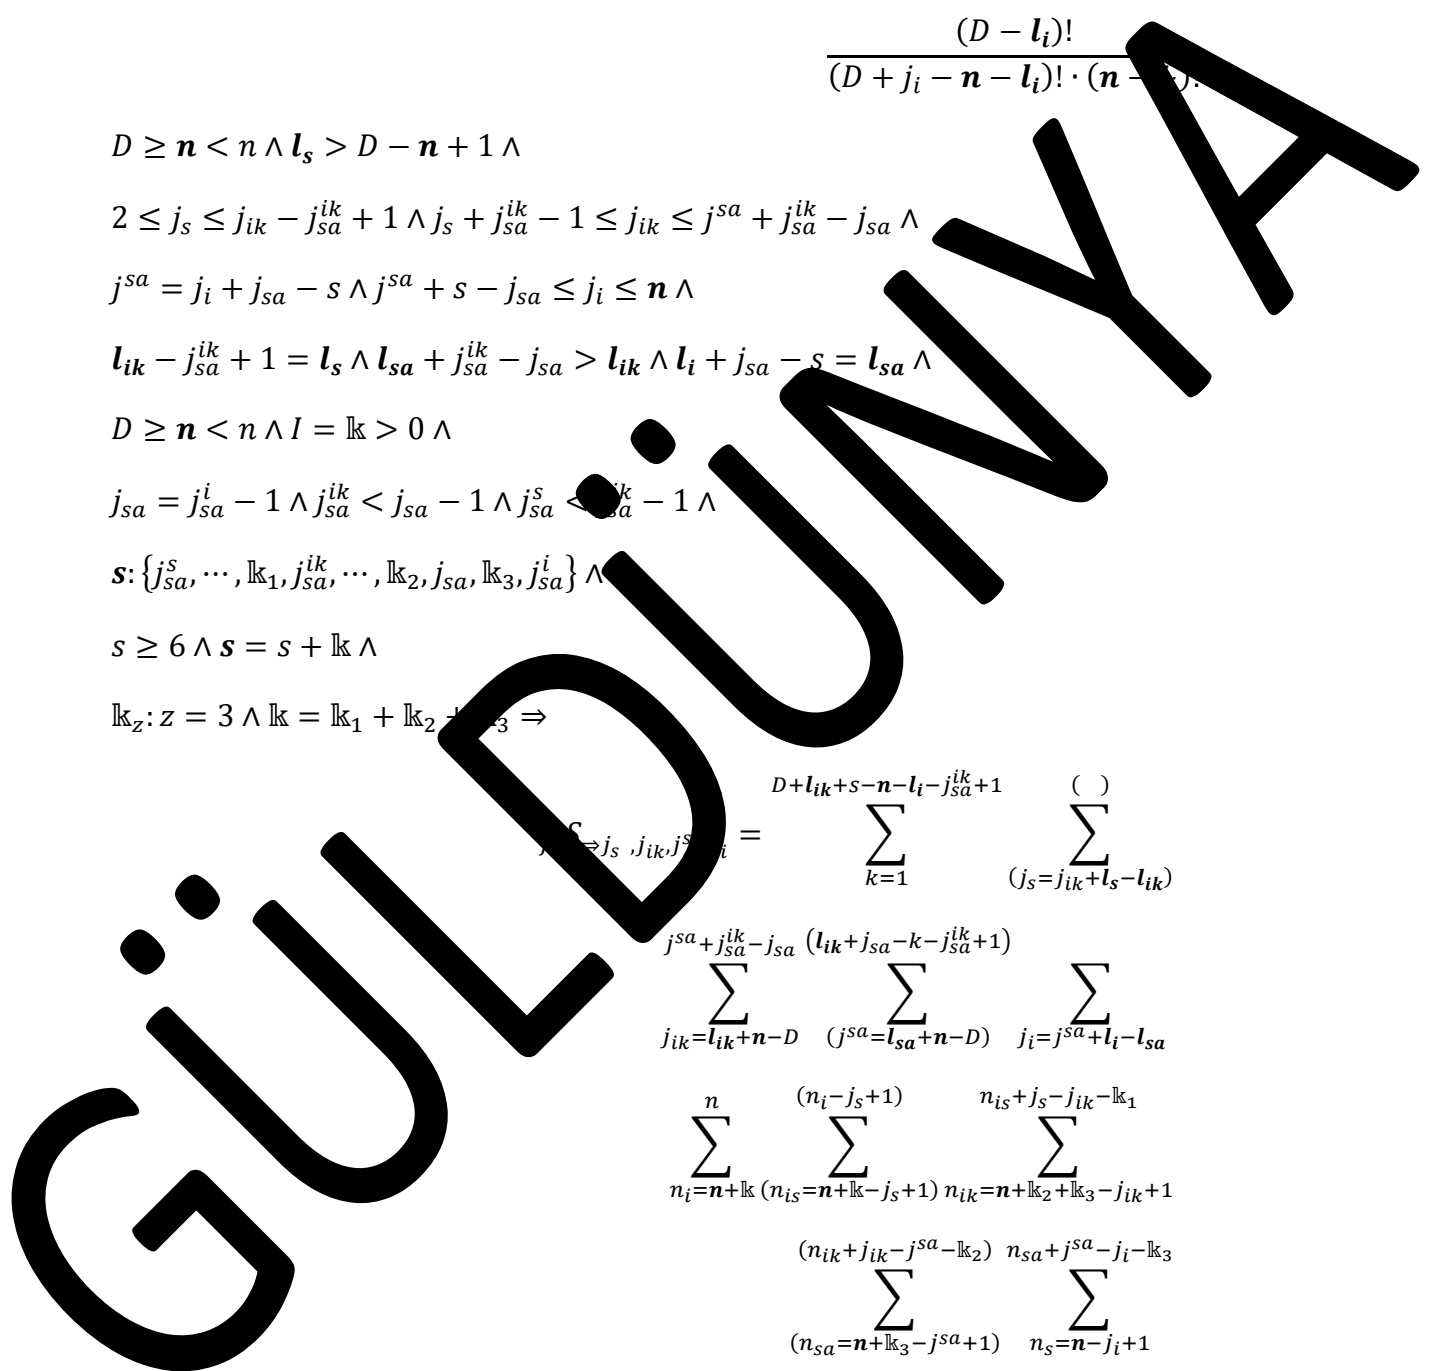 (D − l_i)!
(D + j_i − n − l_i)! · (n −
D ≥ n < n ∧ l_s > D − n + 1 ∧
2 ≤ j_s ≤ j_ik − j_sa^ik + 1 ∧ j_s + j_sa^ik − 1 ≤ j_ik ≤ j^sa + j_sa^ik − j_sa ∧
j^sa = j_i + j_sa − s ∧ j^sa + s − j_sa ≤ j_i ≤ n ∧
l_ik − j_sa^ik + 1 = l_s ∧ l_sa + j_sa^ik − j_sa > l_ik ∧ l_i + j_sa − s = l_sa ∧
D ≥ n < n ∧ I = 𝕜 > 0 ∧
j_sa = j_sa^i − 1 ∧ j_sa^ik < j_sa − 1 ∧ j_sa^s < j_sa^ik − 1 ∧
s: {j_sa^s, ⋯ , 𝕜_1, j_sa^ik, ⋯ , 𝕜_2, j_sa, 𝕜_3, j_sa^i} ∧
s ≥ 6 ∧ s = s + 𝕜 ∧
𝕜_z: z = 3 ∧ 𝕜 = 𝕜_1 + 𝕜_2 + 𝕜_3 ⇒
D+l_ik+s−n−l_i−j_sa^ik+1 ( )
⇒j_s ,j_ik,j^s = ∑ ∑
k=1 (j_s=j_ik+l_s−l_ik)
j^sa+j_sa^ik−j_sa (l_ik+j_sa−k−j_sa^ik+1)
∑ ∑ ∑
j_ik=l_ik+n−D (j^sa=l_sa+n−D) j_i=j^sa+l_i−l_sa
n (n_i−j_s+1) n_is+j_s−j_ik−𝕜_1
∑ ∑ ∑
n_i=n+𝕜 (n_is=n+𝕜−j_s+1) n_ik=n+𝕜_2+𝕜_3−j_ik+1
(n_ik+j_ik−j^sa−𝕜_2) n_sa+j^sa−j_i−𝕜_3
∑ ∑
(n_sa=n+𝕜_3−j^sa+1) n_s=n−j_i+1
GÜLDÜNYA